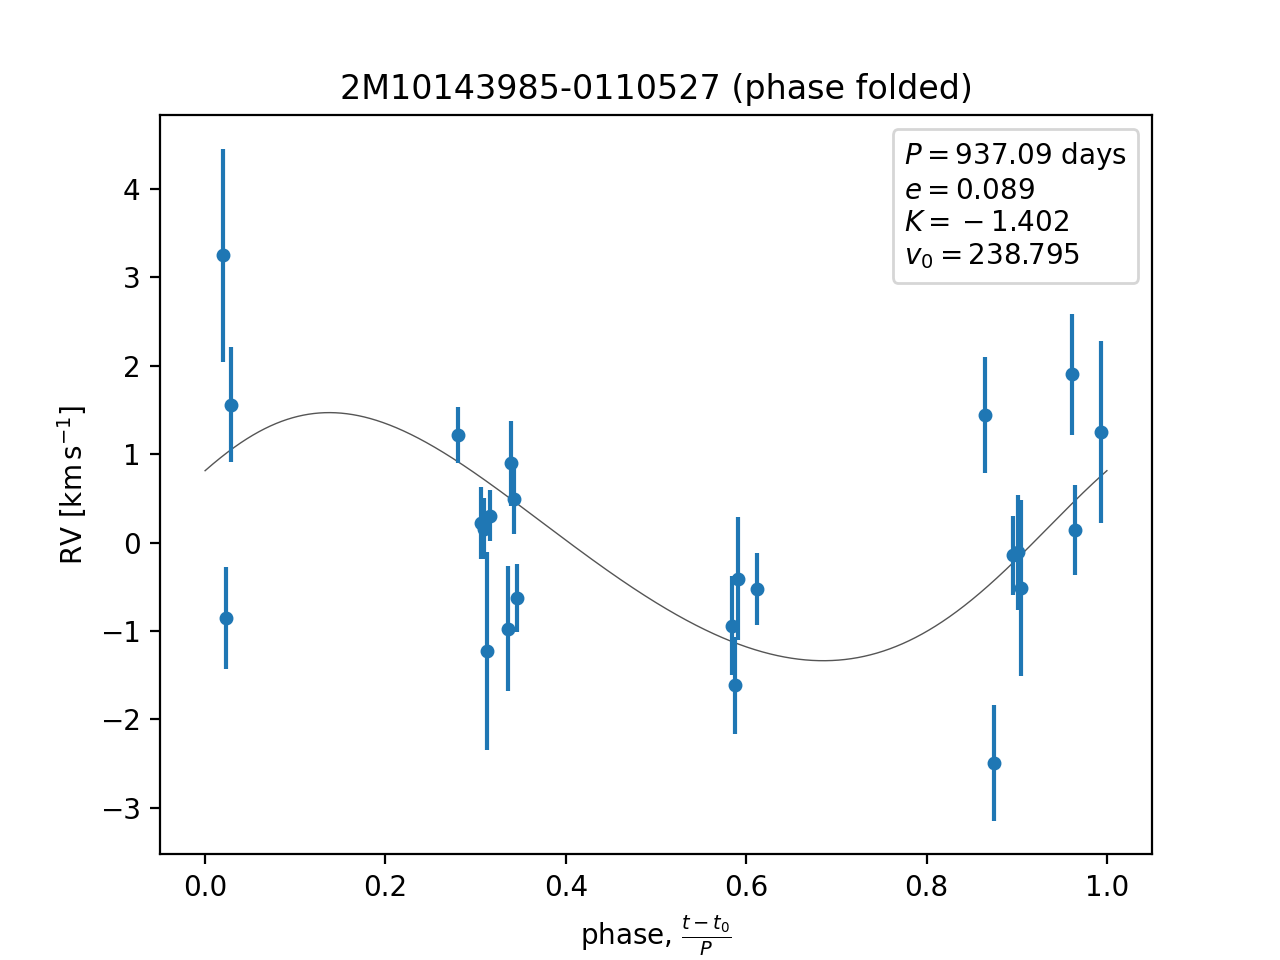 2M10143985-0110527 (phase folded)
P = 937.09 days
e = 0.089
K = −1.402
v₀ = 238.795
RV [km s⁻¹]
4
3
2
1
0
−1
−2
−3
0.0 0.2 0.4 0.6 0.8 1.0
phase, (t − t₀)/P